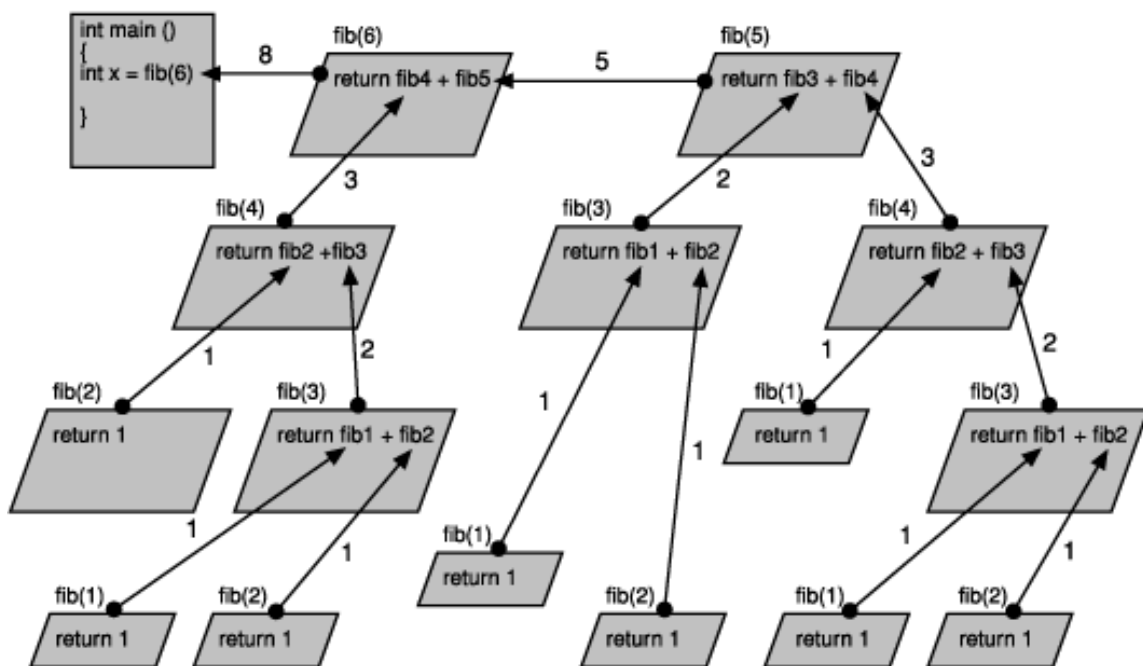 int main ()
{
int x = fib(6)
}
8
fib(6)
return fib4 + fib5
5
fib(5)
return fib3 + fib4
3
2
3
fib(4)
return fib2 +fib3
fib(3)
return fib1 + fib2
fib(4)
return fib2 + fib3
1
2
1
1
1
2
fib(2)
return 1
fib(3)
return fib1 + fib2
fib(1)
return 1
fib(3)
return fib1 + fib2
1
1
1
1
fib(1)
return 1
fib(1)
return 1
fib(2)
return 1
fib(2)
return 1
fib(1)
return 1
fib(2)
return 1